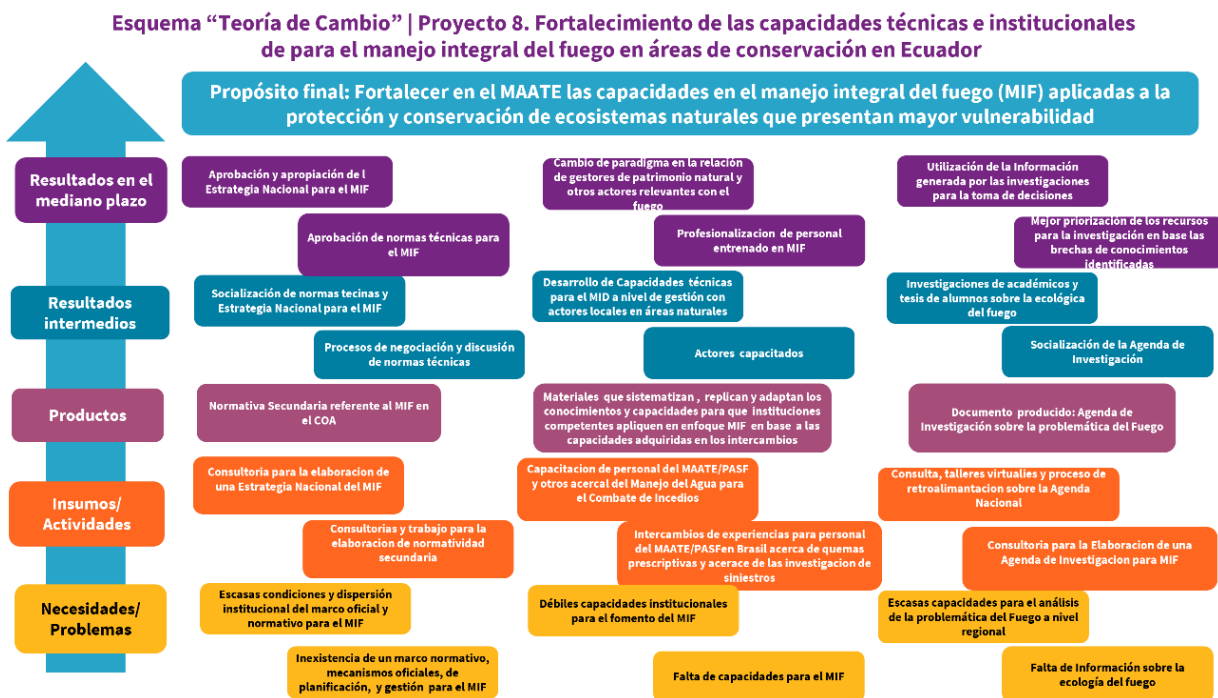 Esquema “Teoría de Cambio” | Proyecto 8. Fortalecimiento de las capacidades técnicas e institucionales
de para el manejo integral del fuego en áreas de conservación en Ecuador
Propósito final: Fortalecer en el MAATE las capacidades en el manejo integral del fuego (MIF) aplicadas a la
protección y conservación de ecosistemas naturales que presentan mayor vulnerabilidad
Resultados en el
mediano plazo
Aprobación y apropiación de l
Estrategia Nacional para el MIF
Cambio de paradigma en la relación
de gestores de patrimonio natural y
otros actores relevantes con el
fuego
Utilización de la Información
generada por las investigaciones
para la toma de decisiones
Aprobación de normas técnicas para
el MIF
Profesionalizacion de personal
entrenado en MIF
Mejor priorización de los recursos
para la investigación en base las
brechas de conocimientos
identificadas
Resultados
intermedios
Socialización de normas tecinas y
Estrategia Nacional para el MIF
Desarrollo de Capacidades técnicas
para el MID a nivel de gestión con
actores locales en áreas naturales
Investigaciones de académicos y
tesis de alumnos sobre la ecológica
del fuego
Procesos de negociación y discusión
de normas técnicas
Actores capacitados
Socialización de la Agenda de
Investigación
Productos
Normativa Secundaria referente al MIF en
el COA
Materiales que sistematizan , replican y adaptan los
conocimientos y capacidades para que instituciones
competentes apliquen en enfoque MIF en base a las
capacidades adquiridas en los intercambios
Documento producido: Agenda de
Investigación sobre la problemática del Fuego
Insumos/
Actividades
Consultoria para la elaboracion de
una Estrategia Nacional del MIF
Capacitacion de personal del MAATE/PASF
y otros acercal del Manejo del Agua para
el Combate de Incedios
Consulta, talleres virtualies y proceso de
retroalimantacion sobre la Agenda
Nacional
Consultorias y trabajo para la
elaboracion de normatividad
secundaria
Intercambios de experiencias para personal
del MAATE/PASFen Brasil acerca de quemas
prescriptivas y acerace de las investigacion de
siniestros
Consultoria para la Elaboracion de una
Agenda de Investigacion para MIF
Necesidades/
Problemas
Escasas condiciones y dispersión
institucional del marco oficial y
normativo para el MIF
Débiles capacidades institucionales
para el fomento del MIF
Escasas capacidades para el análisis
de la problemática del Fuego a nivel
regional
Inexistencia de un marco normativo,
mecanismos oficiales, de
planificación, y gestión para el MIF
Falta de capacidades para el MIF
Falta de Información sobre la
ecología del fuego